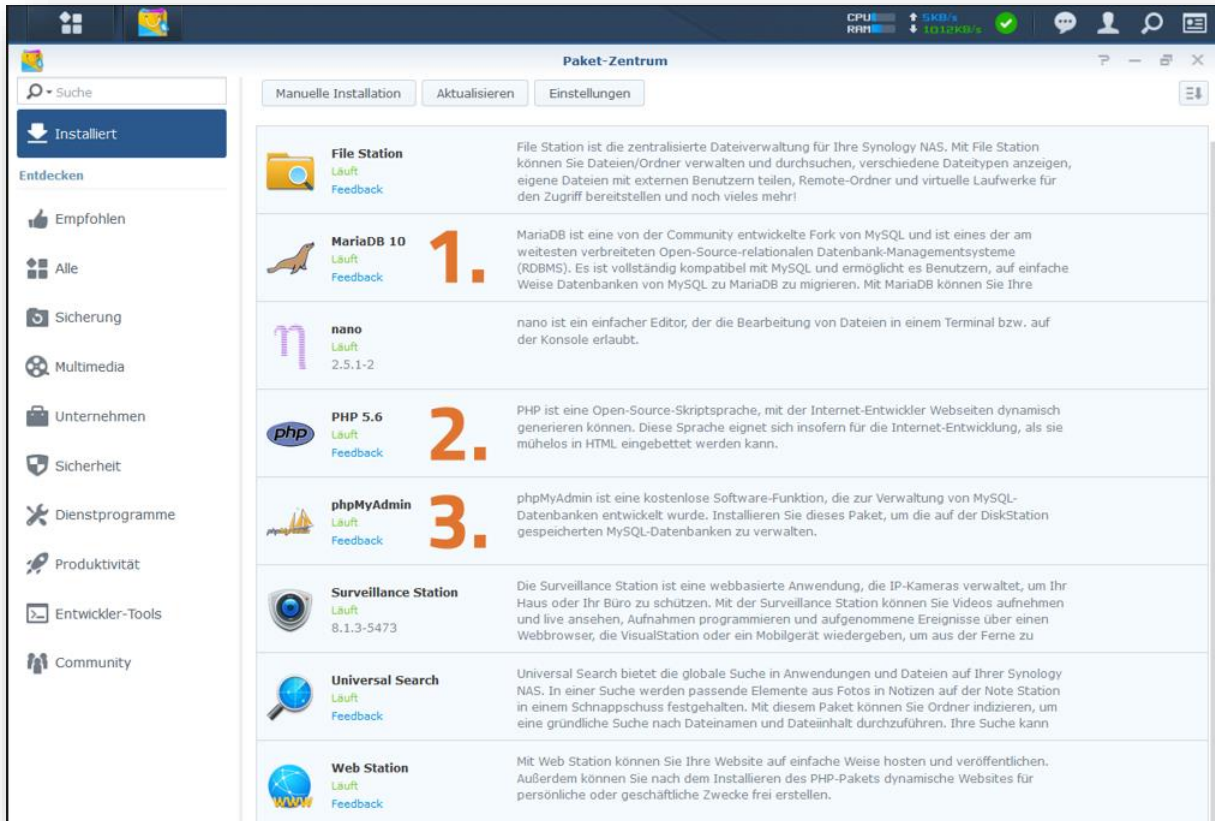 CPU
RAM
5KB/s
1012KB/s
Paket-Zentrum
Suche
Manuelle Installation
Aktualisieren
Einstellungen
Installiert
Entdecken
Empfohlen
Alle
Sicherung
Multimedia
Unternehmen
Sicherheit
Dienstprogramme
Produktivität
Entwickler-Tools
Community
File Station
Läuft
Feedback
File Station ist die zentralisierte Dateiverwaltung für Ihre Synology NAS. Mit File Station
können Sie Dateien/Ordner verwalten und durchsuchen, verschiedene Dateitypen anzeigen,
eigene Dateien mit externen Benutzern teilen, Remote-Ordner und virtuelle Laufwerke für
den Zugriff bereitstellen und noch vieles mehr!
MariaDB 10
Läuft
Feedback
1.
MariaDB ist eine von der Community entwickelte Fork von MySQL und ist eines der am
weitesten verbreiteten Open-Source-relationalen Datenbank-Managementsysteme
(RDBMS). Es ist vollständig kompatibel mit MySQL und ermöglicht es Benutzern, auf einfache
Weise Datenbanken von MySQL zu MariaDB zu migrieren. Mit MariaDB können Sie Ihre
nano
Läuft
2.5.1-2
nano ist ein einfacher Editor, der die Bearbeitung von Dateien in einem Terminal bzw. auf
der Konsole erlaubt.
php
PHP 5.6
Läuft
Feedback
2.
PHP ist eine Open-Source-Skriptsprache, mit der Internet-Entwickler Webseiten dynamisch
generieren können. Diese Sprache eignet sich insofern für die Internet-Entwicklung, als sie
mühelos in HTML eingebettet werden kann.
phpMyAdmin
Läuft
Feedback
3.
phpMyAdmin ist eine kostenlose Software-Funktion, die zur Verwaltung von MySQL-
Datenbanken entwickelt wurde. Installieren Sie dieses Paket, um die auf der DiskStation
gespeicherten MySQL-Datenbanken zu verwalten.
Surveillance Station
Läuft
8.1.3-5473
Die Surveillance Station ist eine webbasierte Anwendung, die IP-Kameras verwaltet, um Ihr
Haus oder Ihr Büro zu schützen. Mit der Surveillance Station können Sie Videos aufnehmen
und live ansehen, Aufnahmen programmieren und aufgenommene Ereignisse über einen
Webbrowser, die VisualStation oder ein Mobilgerät wiedergeben, um aus der Ferne zu
Universal Search
Läuft
Feedback
Universal Search bietet die globale Suche in Anwendungen und Dateien auf Ihrer Synology
NAS. In einer Suche werden passende Elemente aus Fotos in Notizen auf der Note Station
in einem Schnappschuss festgehalten. Mit diesem Paket können Sie Ordner indizieren, um
eine gründliche Suche nach Dateinamen und Dateiinhalt durchzuführen. Ihre Suche kann
WWW
Web Station
Läuft
Feedback
Mit Web Station können Sie Ihre Website auf einfache Weise hosten und veröffentlichen.
Außerdem können Sie nach dem Installieren des PHP-Pakets dynamische Websites für
persönliche oder geschäftliche Zwecke frei erstellen.